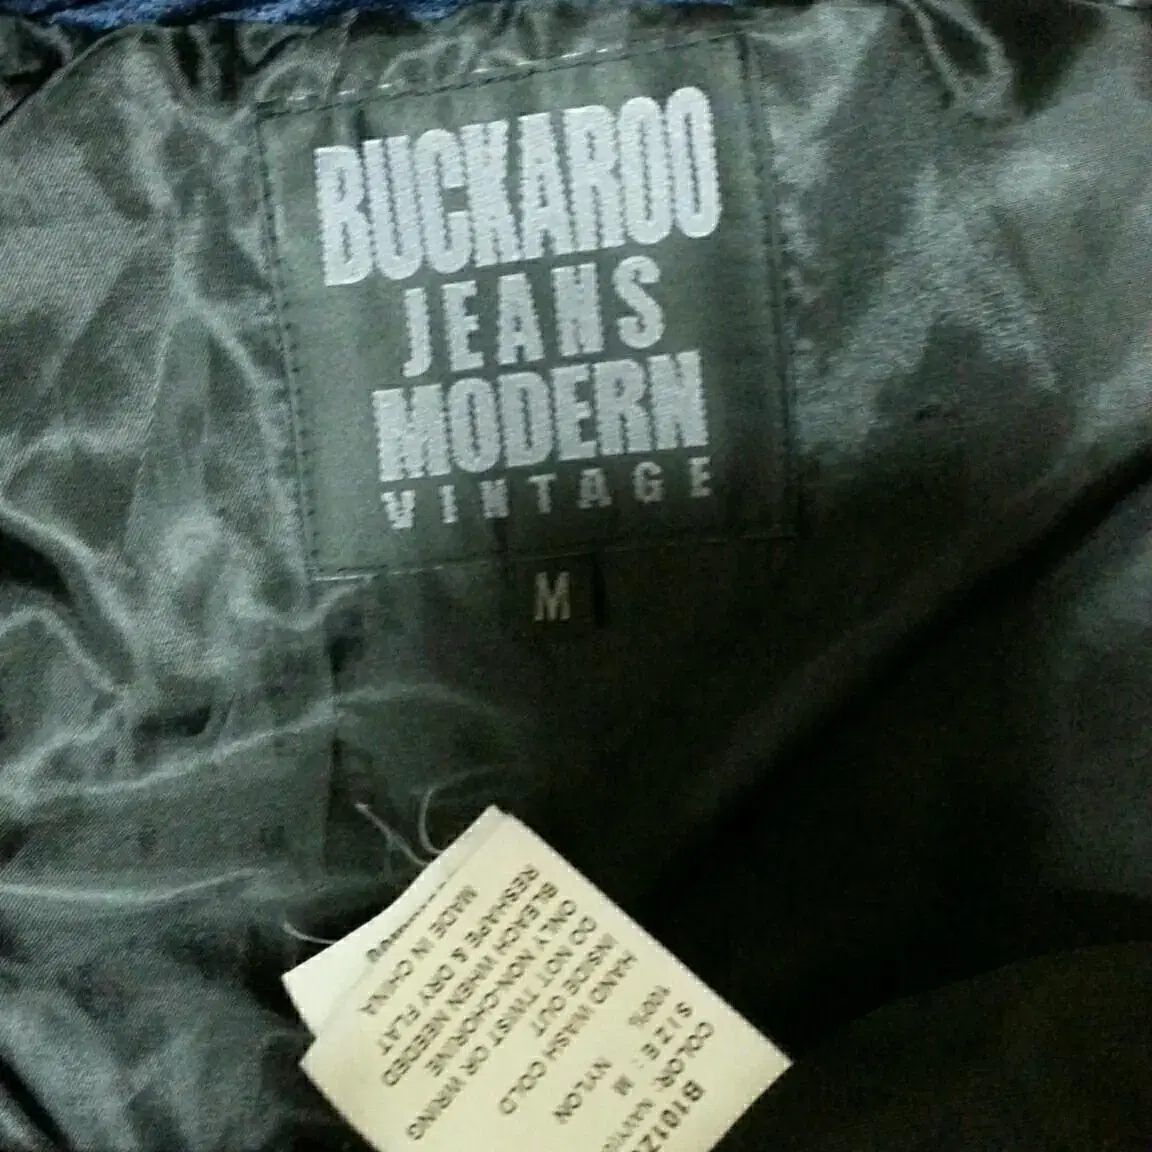 BUCKAROO
JEANS
MODERN
VINTAGE
M
COLOR: NAVY
SIZE: M
100% NYLON
HAND WASH COLD
INSIDE OUT
DO NOT TWIST OR WRING
ONLY NON-CHORINE
BLEACH WHEN NEEDED
RESHAPE & DRY FLAT
MADE IN CHINA